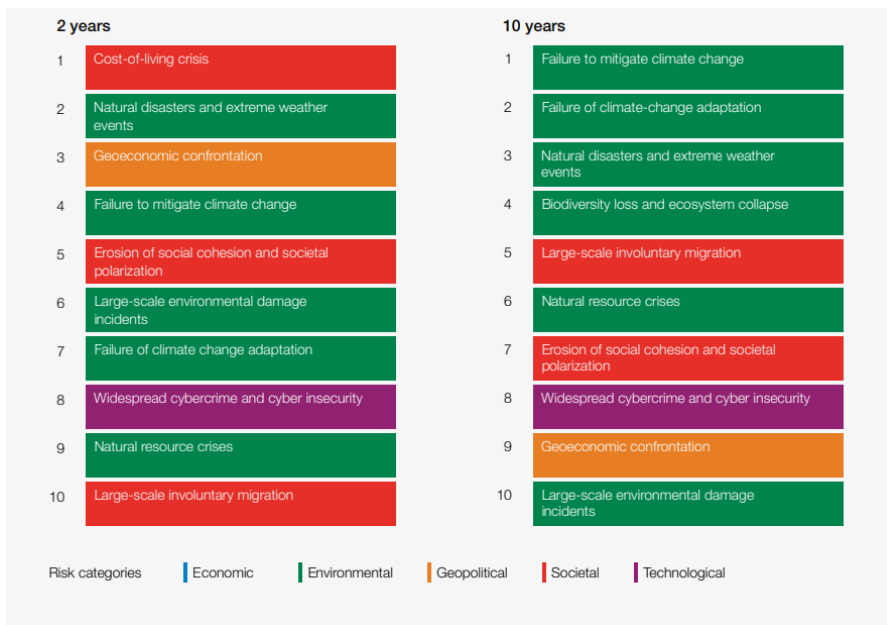 2 years
1 Cost-of-living crisis
2 Natural disasters and extreme weather
events
3 Geoeconomic confrontation
4 Failure to mitigate climate change
5 Erosion of social cohesion and societal
polarization
6 Large-scale environmental damage
incidents
7 Failure of climate change adaptation
8 Widespread cybercrime and cyber insecurity
9 Natural resource crises
10 Large-scale involuntary migration
10 years
1 Failure to mitigate climate change
2 Failure of climate-change adaptation
3 Natural disasters and extreme weather
events
4 Biodiversity loss and ecosystem collapse
5 Large-scale involuntary migration
6 Natural resource crises
7 Erosion of social cohesion and societal
polarization
8 Widespread cybercrime and cyber insecurity
9 Geoeconomic confrontation
10 Large-scale environmental damage
incidents
Risk categories Economic Environmental Geopolitical Societal Technological